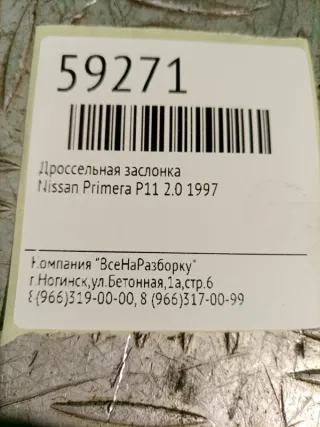 59271
Дроссельная заслонка
Nissan Primera P11 2.0 1997
Компания "ВсеНаРазборку"
г.Ногинск,ул.Бетонная,1а,стр.6
8(966)319-00-00, 8 (966)317-00-99